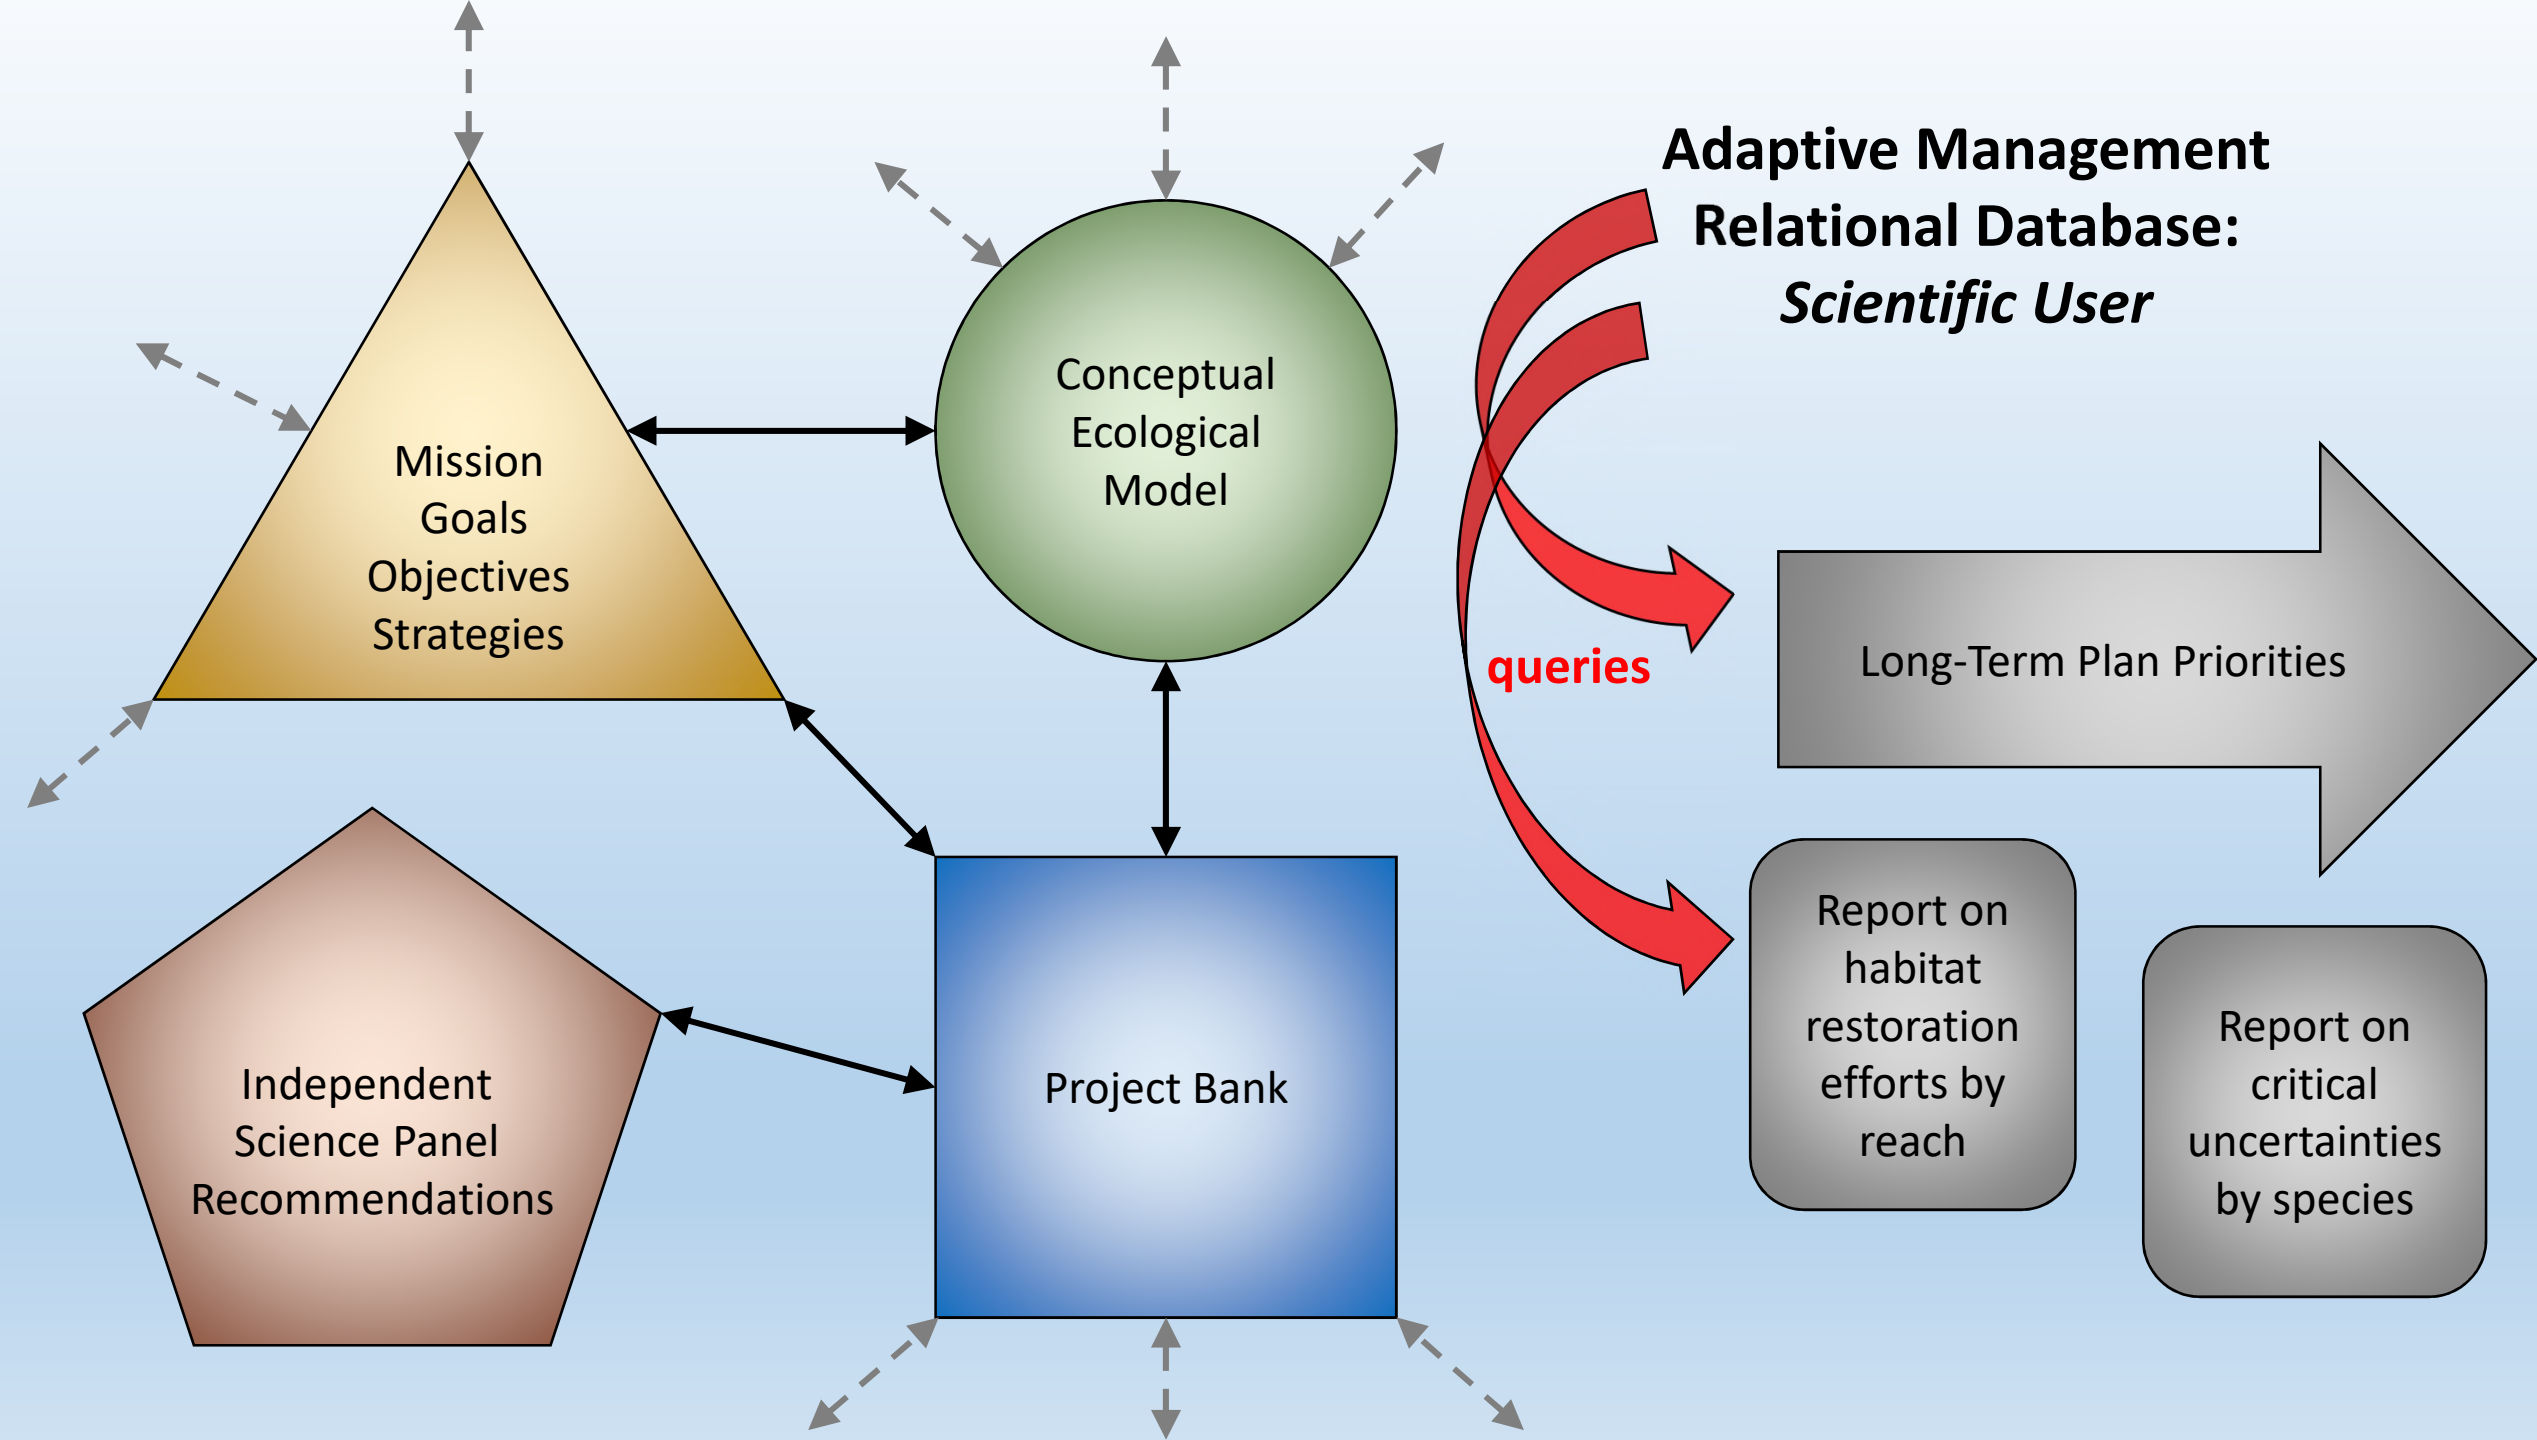 Adaptive Management
Relational Database:
Scientific User
Mission
Goals
Objectives
Strategies
Conceptual
Ecological
Model
queries
Long-Term Plan Priorities
Independent
Science Panel
Recommendations
Project Bank
Report on
habitat
restoration
efforts by
reach
Report on
critical
uncertainties
by species